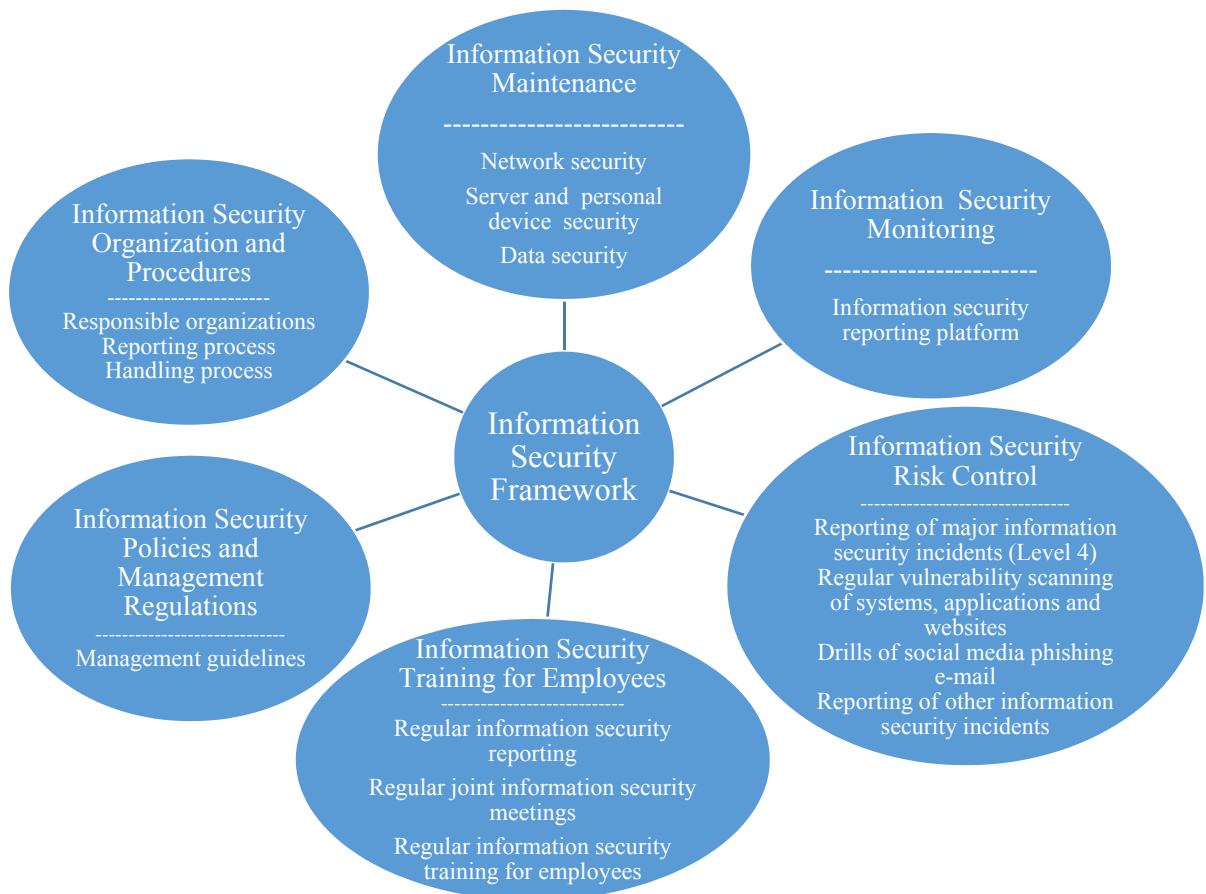 Information Security
Maintenance
--------------------------
Network security
Server and personal
device security
Data security
Information Security
Monitoring
-----------------------
Information security
reporting platform
Information Security
Organization and
Procedures
------------------------
Responsible organizations
Reporting process
Handling process
Information
Security
Framework
Information Security
Risk Control
--------------------------------
Reporting of major information
security incidents (Level 4)
Regular vulnerability scanning
of systems, applications and
websites
Drills of social media phishing
e-mail
Reporting of other information
security incidents
Information Security
Policies and
Management
Regulations
-----------------------------
Management guidelines
Information Security
Training for Employees
----------------------------
Regular information security
reporting
Regular joint information security
meetings
Regular information security
training for employees